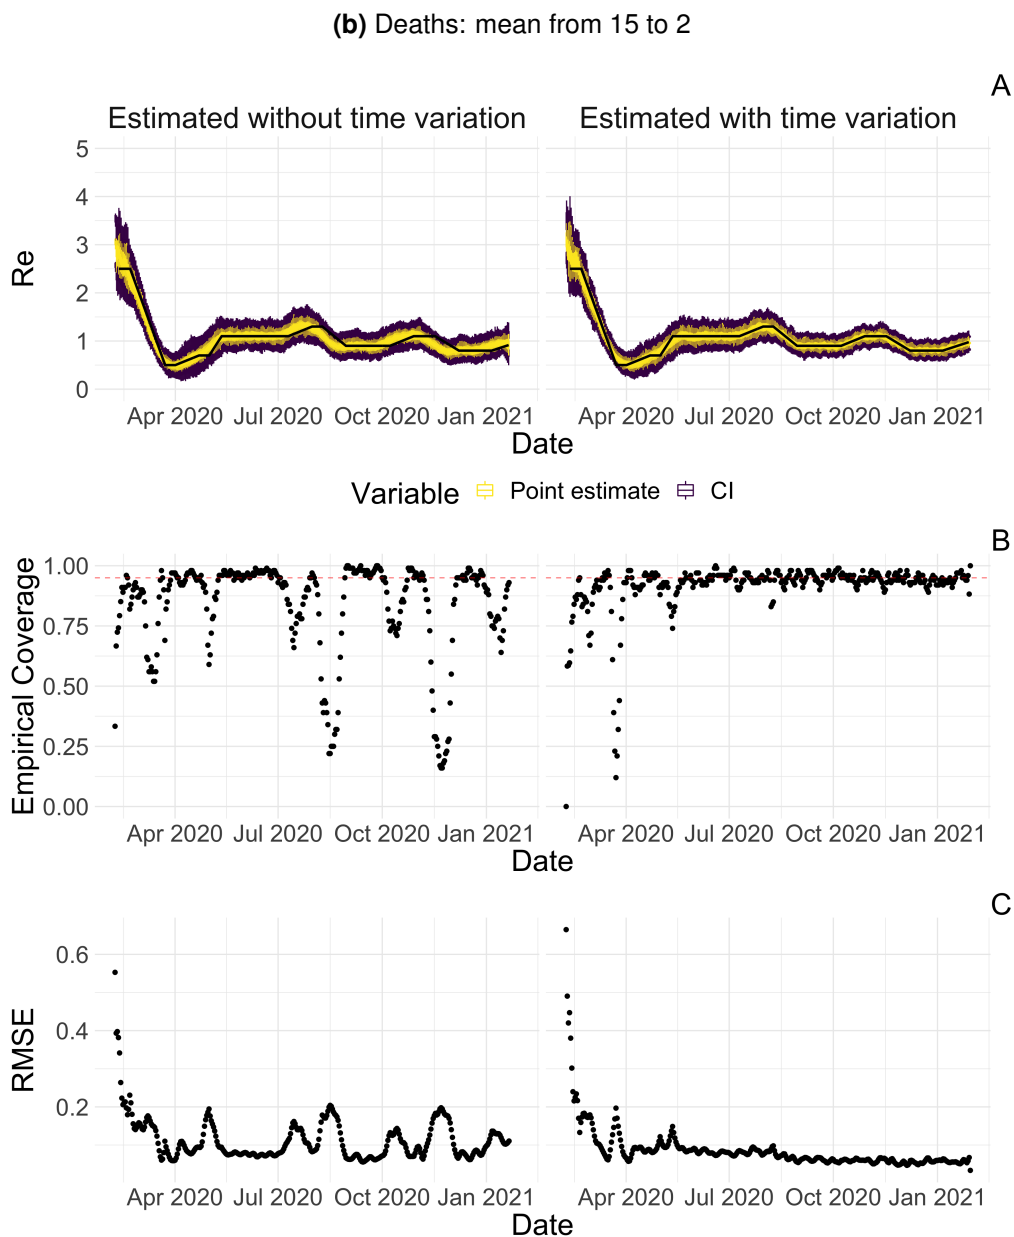 (b) Deaths: mean from 15 to 2
A
Estimated without time variation
Estimated with time variation
Re
5
4
3
2
1
0
Apr 2020 Jul 2020 Oct 2020 Jan 2021
Apr 2020 Jul 2020 Oct 2020 Jan 2021
Date
Variable Point estimate CI
B
Empirical Coverage
1.00
0.75
0.50
0.25
0.00
Apr 2020 Jul 2020 Oct 2020 Jan 2021
Apr 2020 Jul 2020 Oct 2020 Jan 2021
Date
C
RMSE
0.6
0.4
0.2
Apr 2020 Jul 2020 Oct 2020 Jan 2021
Apr 2020 Jul 2020 Oct 2020 Jan 2021
Date